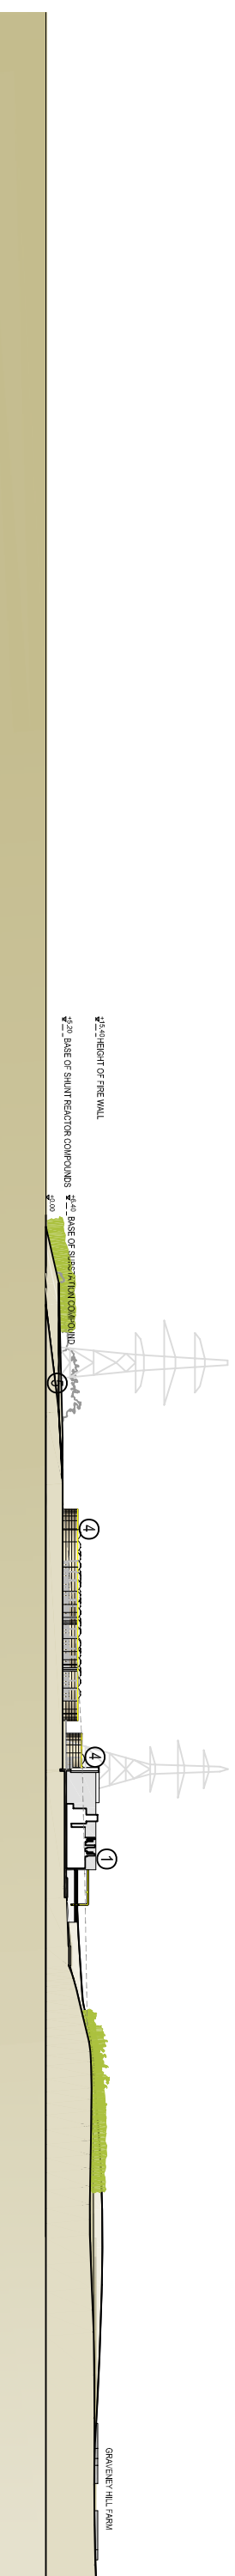 +15.40 HEIGHT OF FIRE WALL
+5.20 BASE OF SHUNT REACTOR COMPOUNDS
+6.40 BASE OF SUBSTATION COMPOUND
+0.00
5
4
4
1
GRAVENEY HILL FARM